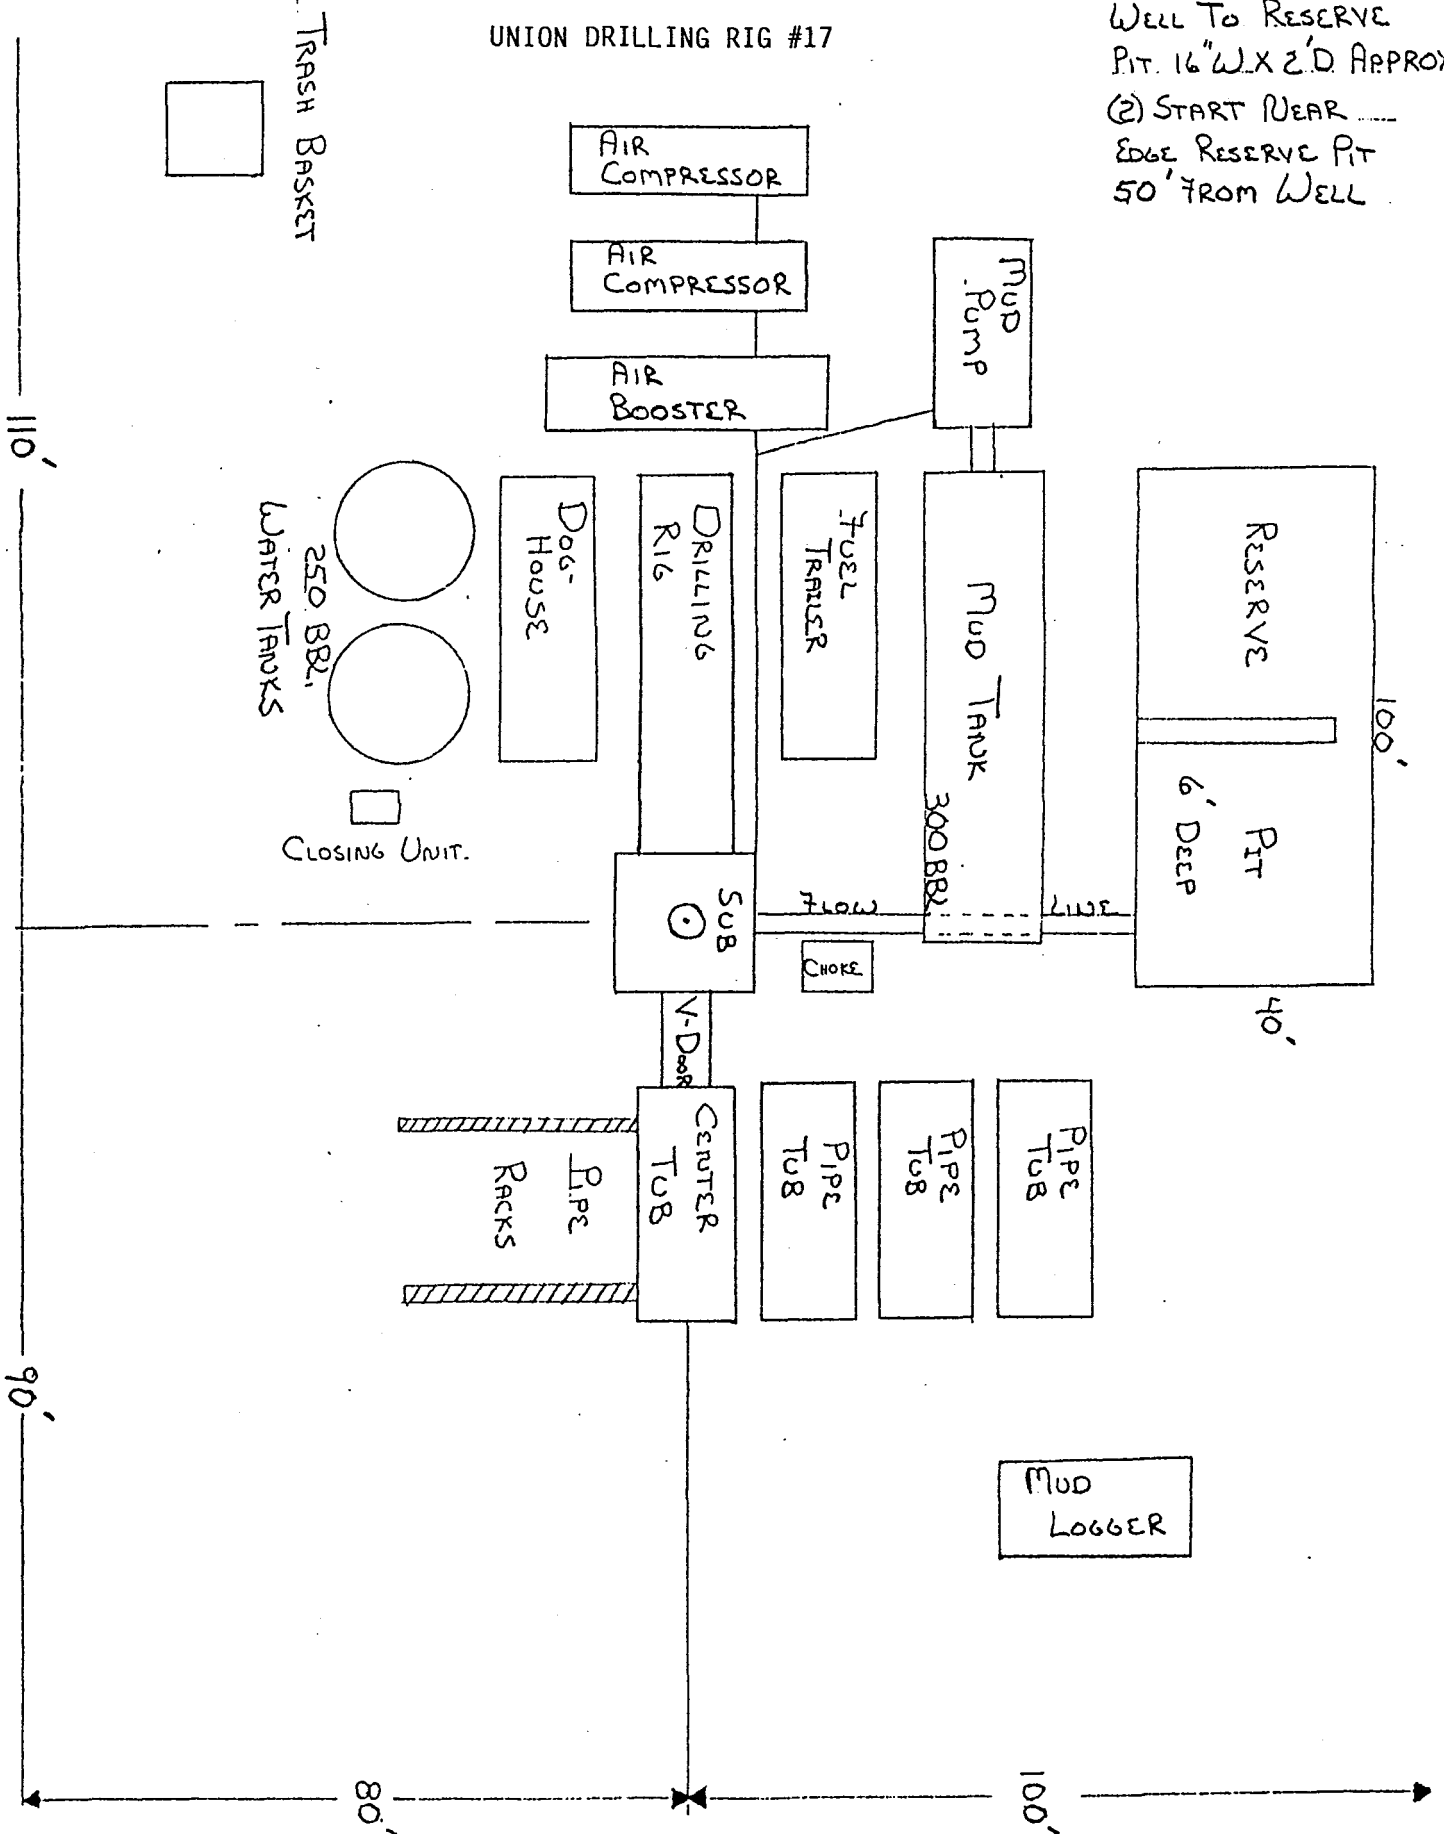 UNION DRILLING RIG #17
WELL TO RESERVE
PIT. 16"W X 2'D APPROX
(2) START NEAR
EDGE RESERVE PIT
50' FROM WELL
TRASH BASKET
AIR
COMPRESSOR
AIR
COMPRESSOR
AIR
BOOSTER
MUD
PUMP
110'
250 BBL.
WATER TANKS
DOG-
HOUSE
DRILLING
RIG
FUEL
TRAILER
MUD TANK
300 BBL
RESERVE PIT
6' DEEP
100'
40'
CLOSING UNIT.
SUB
FLOW LINE
CHOKE
V-DOOR
CENTER
TUB
PIPE
RACKS
PIPE
TUB
PIPE
TUB
PIPE
TUB
90'
MUD
LOGGER
80'
100'